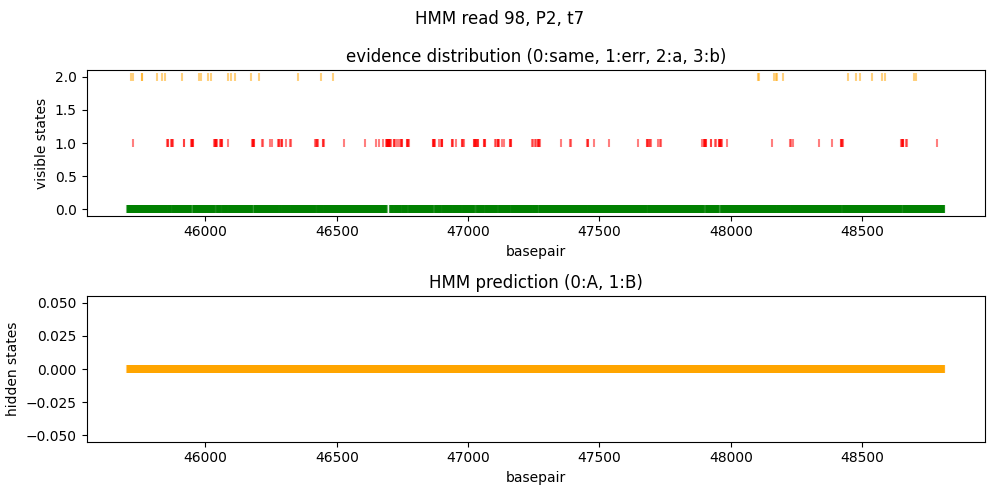 HMM read 98, P2, t7
evidence distribution (0:same, 1:err, 2:a, 3:b)
visible states
2.0
1.5
1.0
0.5
0.0
46000 46500 47000 47500 48000 48500
basepair
HMM prediction (0:A, 1:B)
hidden states
0.050
0.025
0.000
−0.025
−0.050
46000 46500 47000 47500 48000 48500
basepair